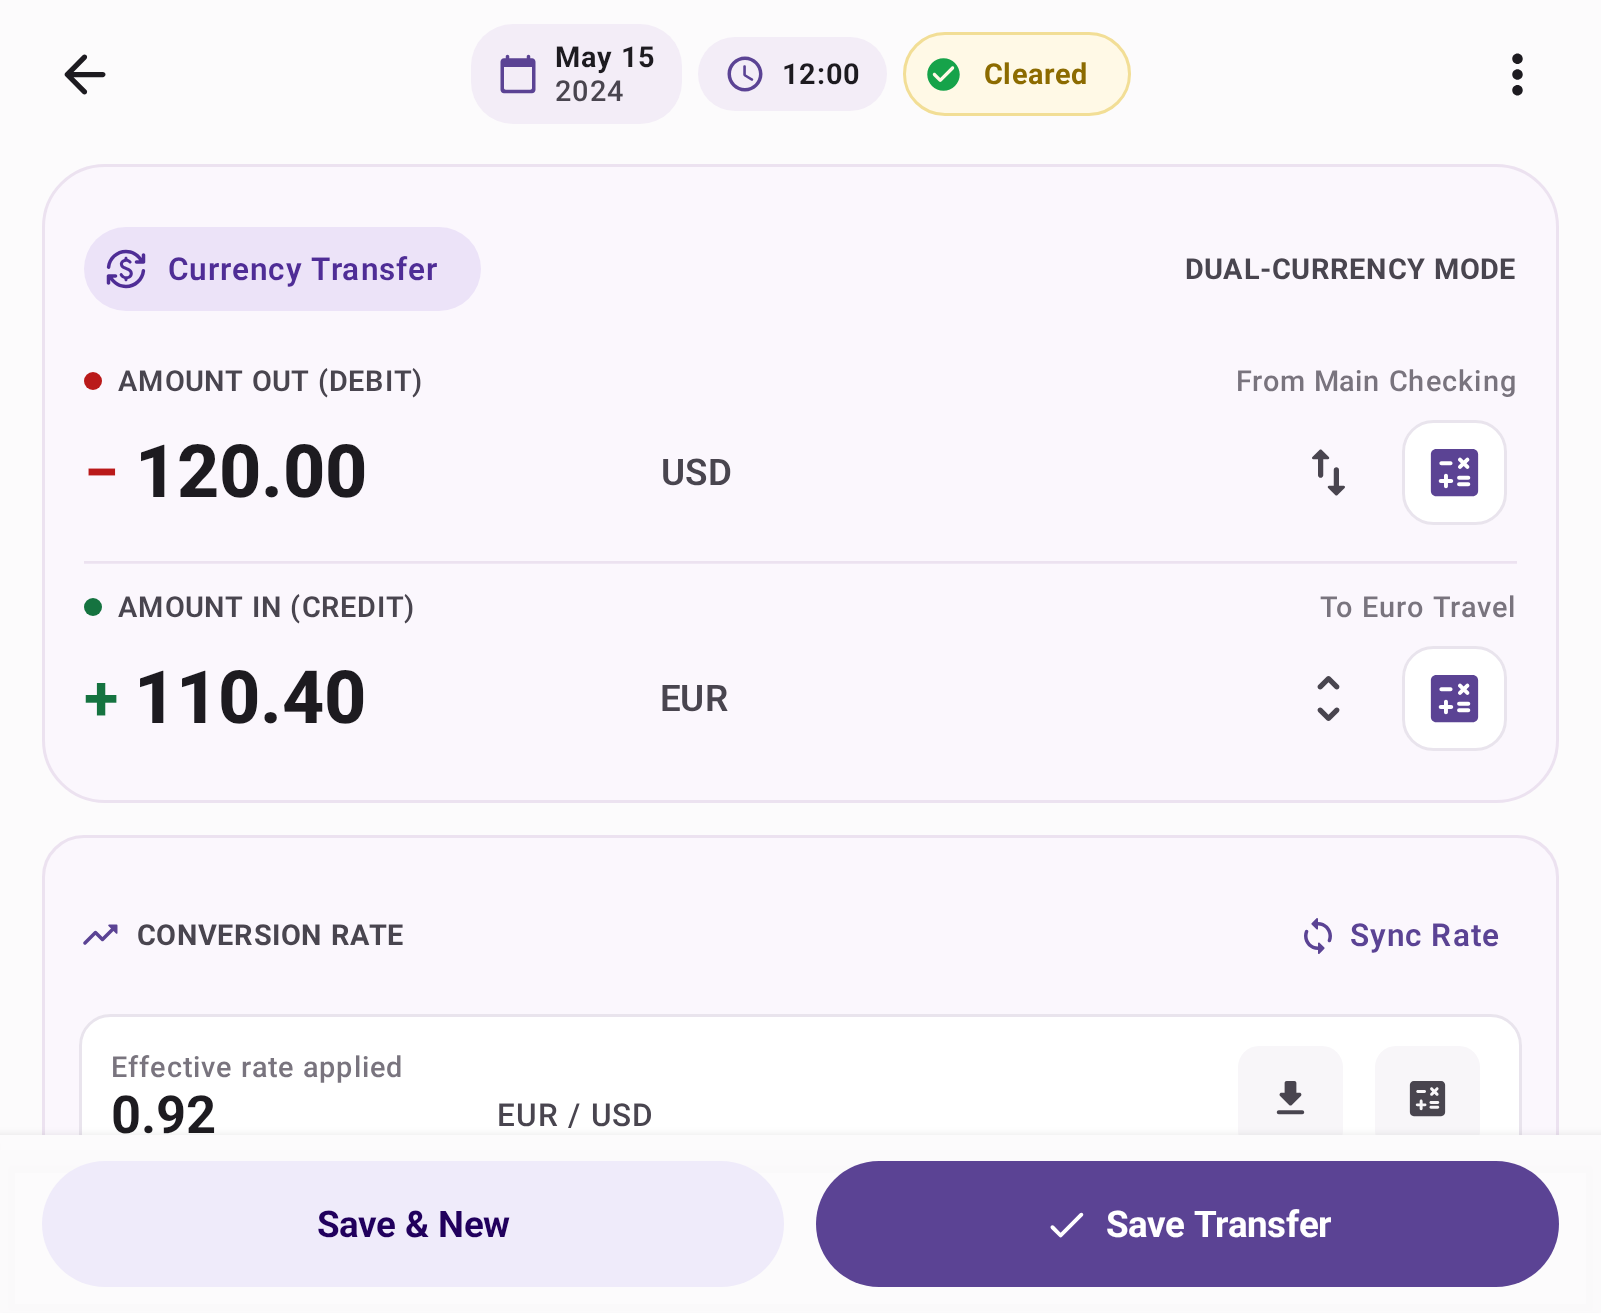 May 15
2024
12:00
Cleared
Currency Transfer
DUAL-CURRENCY MODE
AMOUNT OUT (DEBIT)
From Main Checking
− 120.00
USD
AMOUNT IN (CREDIT)
To Euro Travel
+ 110.40
EUR
CONVERSION RATE
Sync Rate
Effective rate applied
0.92
EUR / USD
Save & New
Save Transfer